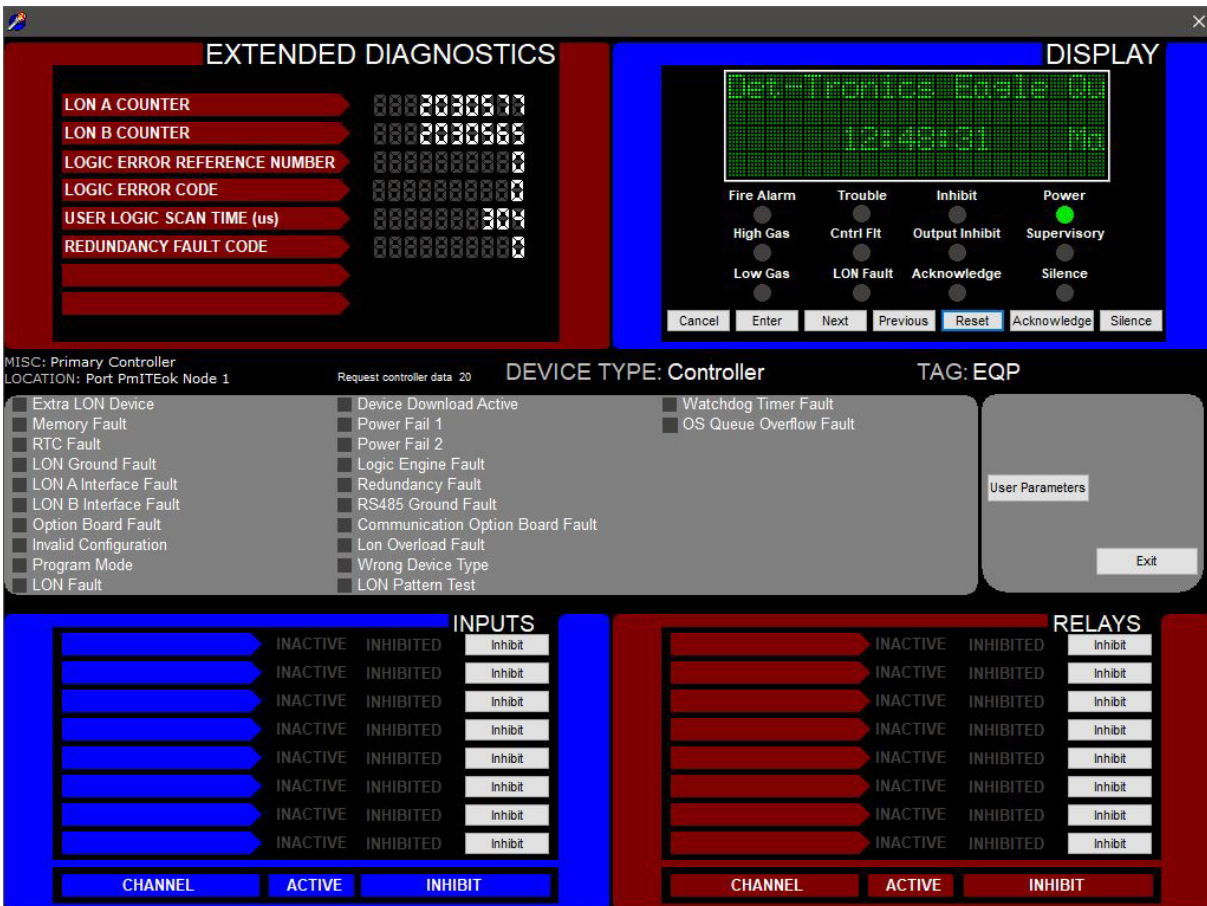 EXTENDED DIAGNOSTICS
LON A COUNTER 2030571
LON B COUNTER 2030565
LOGIC ERROR REFERENCE NUMBER 0
LOGIC ERROR CODE 0
USER LOGIC SCAN TIME (us) 304
REDUNDANCY FAULT CODE 0
DISPLAY
Det-Tronics Eagle Qu
12:48:31 Ma
Fire Alarm Trouble Inhibit Power
High Gas Cntrl Flt Output Inhibit Supervisory
Low Gas LON Fault Acknowledge Silence
Cancel Enter Next Previous Reset Acknowledge Silence
MISC: Primary Controller
LOCATION: Port PmITEok Node 1
Request controller data 20
DEVICE TYPE: Controller
TAG: EQP
Extra LON Device
Memory Fault
RTC Fault
LON Ground Fault
LON A Interface Fault
LON B Interface Fault
Option Board Fault
Invalid Configuration
Program Mode
LON Fault
Device Download Active
Power Fail 1
Power Fail 2
Logic Engine Fault
Redundancy Fault
RS485 Ground Fault
Communication Option Board Fault
Lon Overload Fault
Wrong Device Type
LON Pattern Test
Watchdog Timer Fault
OS Queue Overflow Fault
User Parameters
Exit
INPUTS
INACTIVE INHIBITED Inhibit
INACTIVE INHIBITED Inhibit
INACTIVE INHIBITED Inhibit
INACTIVE INHIBITED Inhibit
INACTIVE INHIBITED Inhibit
INACTIVE INHIBITED Inhibit
INACTIVE INHIBITED Inhibit
INACTIVE INHIBITED Inhibit
CHANNEL ACTIVE INHIBIT
RELAYS
INACTIVE INHIBITED Inhibit
INACTIVE INHIBITED Inhibit
INACTIVE INHIBITED Inhibit
INACTIVE INHIBITED Inhibit
INACTIVE INHIBITED Inhibit
INACTIVE INHIBITED Inhibit
INACTIVE INHIBITED Inhibit
INACTIVE INHIBITED Inhibit
CHANNEL ACTIVE INHIBIT